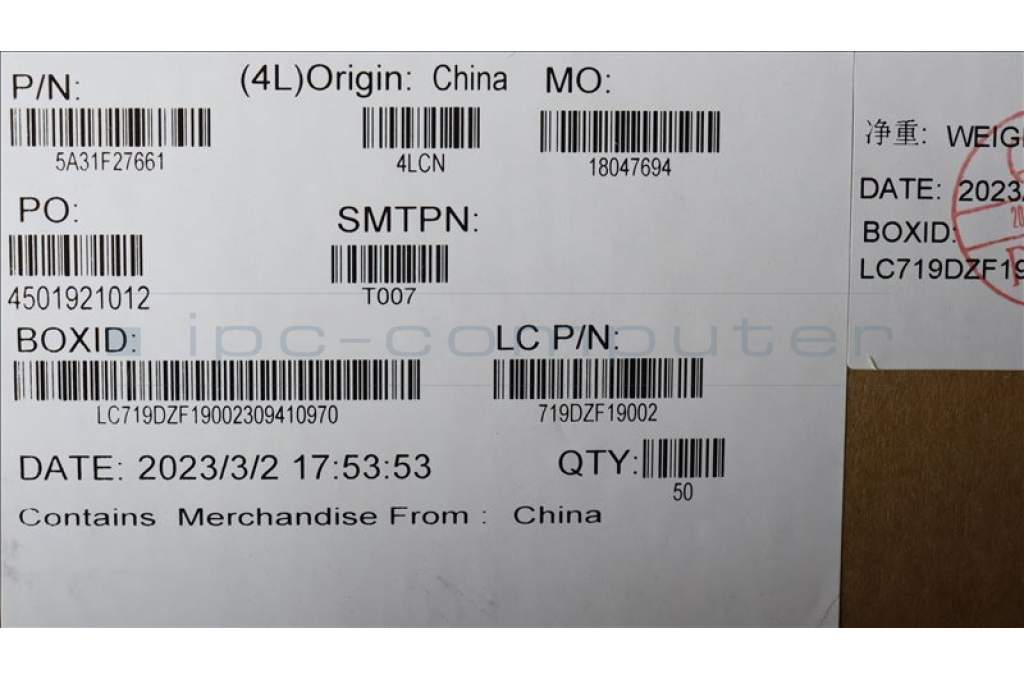 P/N:
(4L)Origin: China
MO:
5A31F27661
4LCN
18047694
PO:
SMTPN:
4501921012
T007
ipc-computer
BOXID:
LC P/N:
LC719DZF19002309410970
719DZF19002
DATE: 2023/3/2 17:53:53
QTY:
50
Contains Merchandise From : China
净重:
DATE: 2023/
BOXID:
LC719DZF19